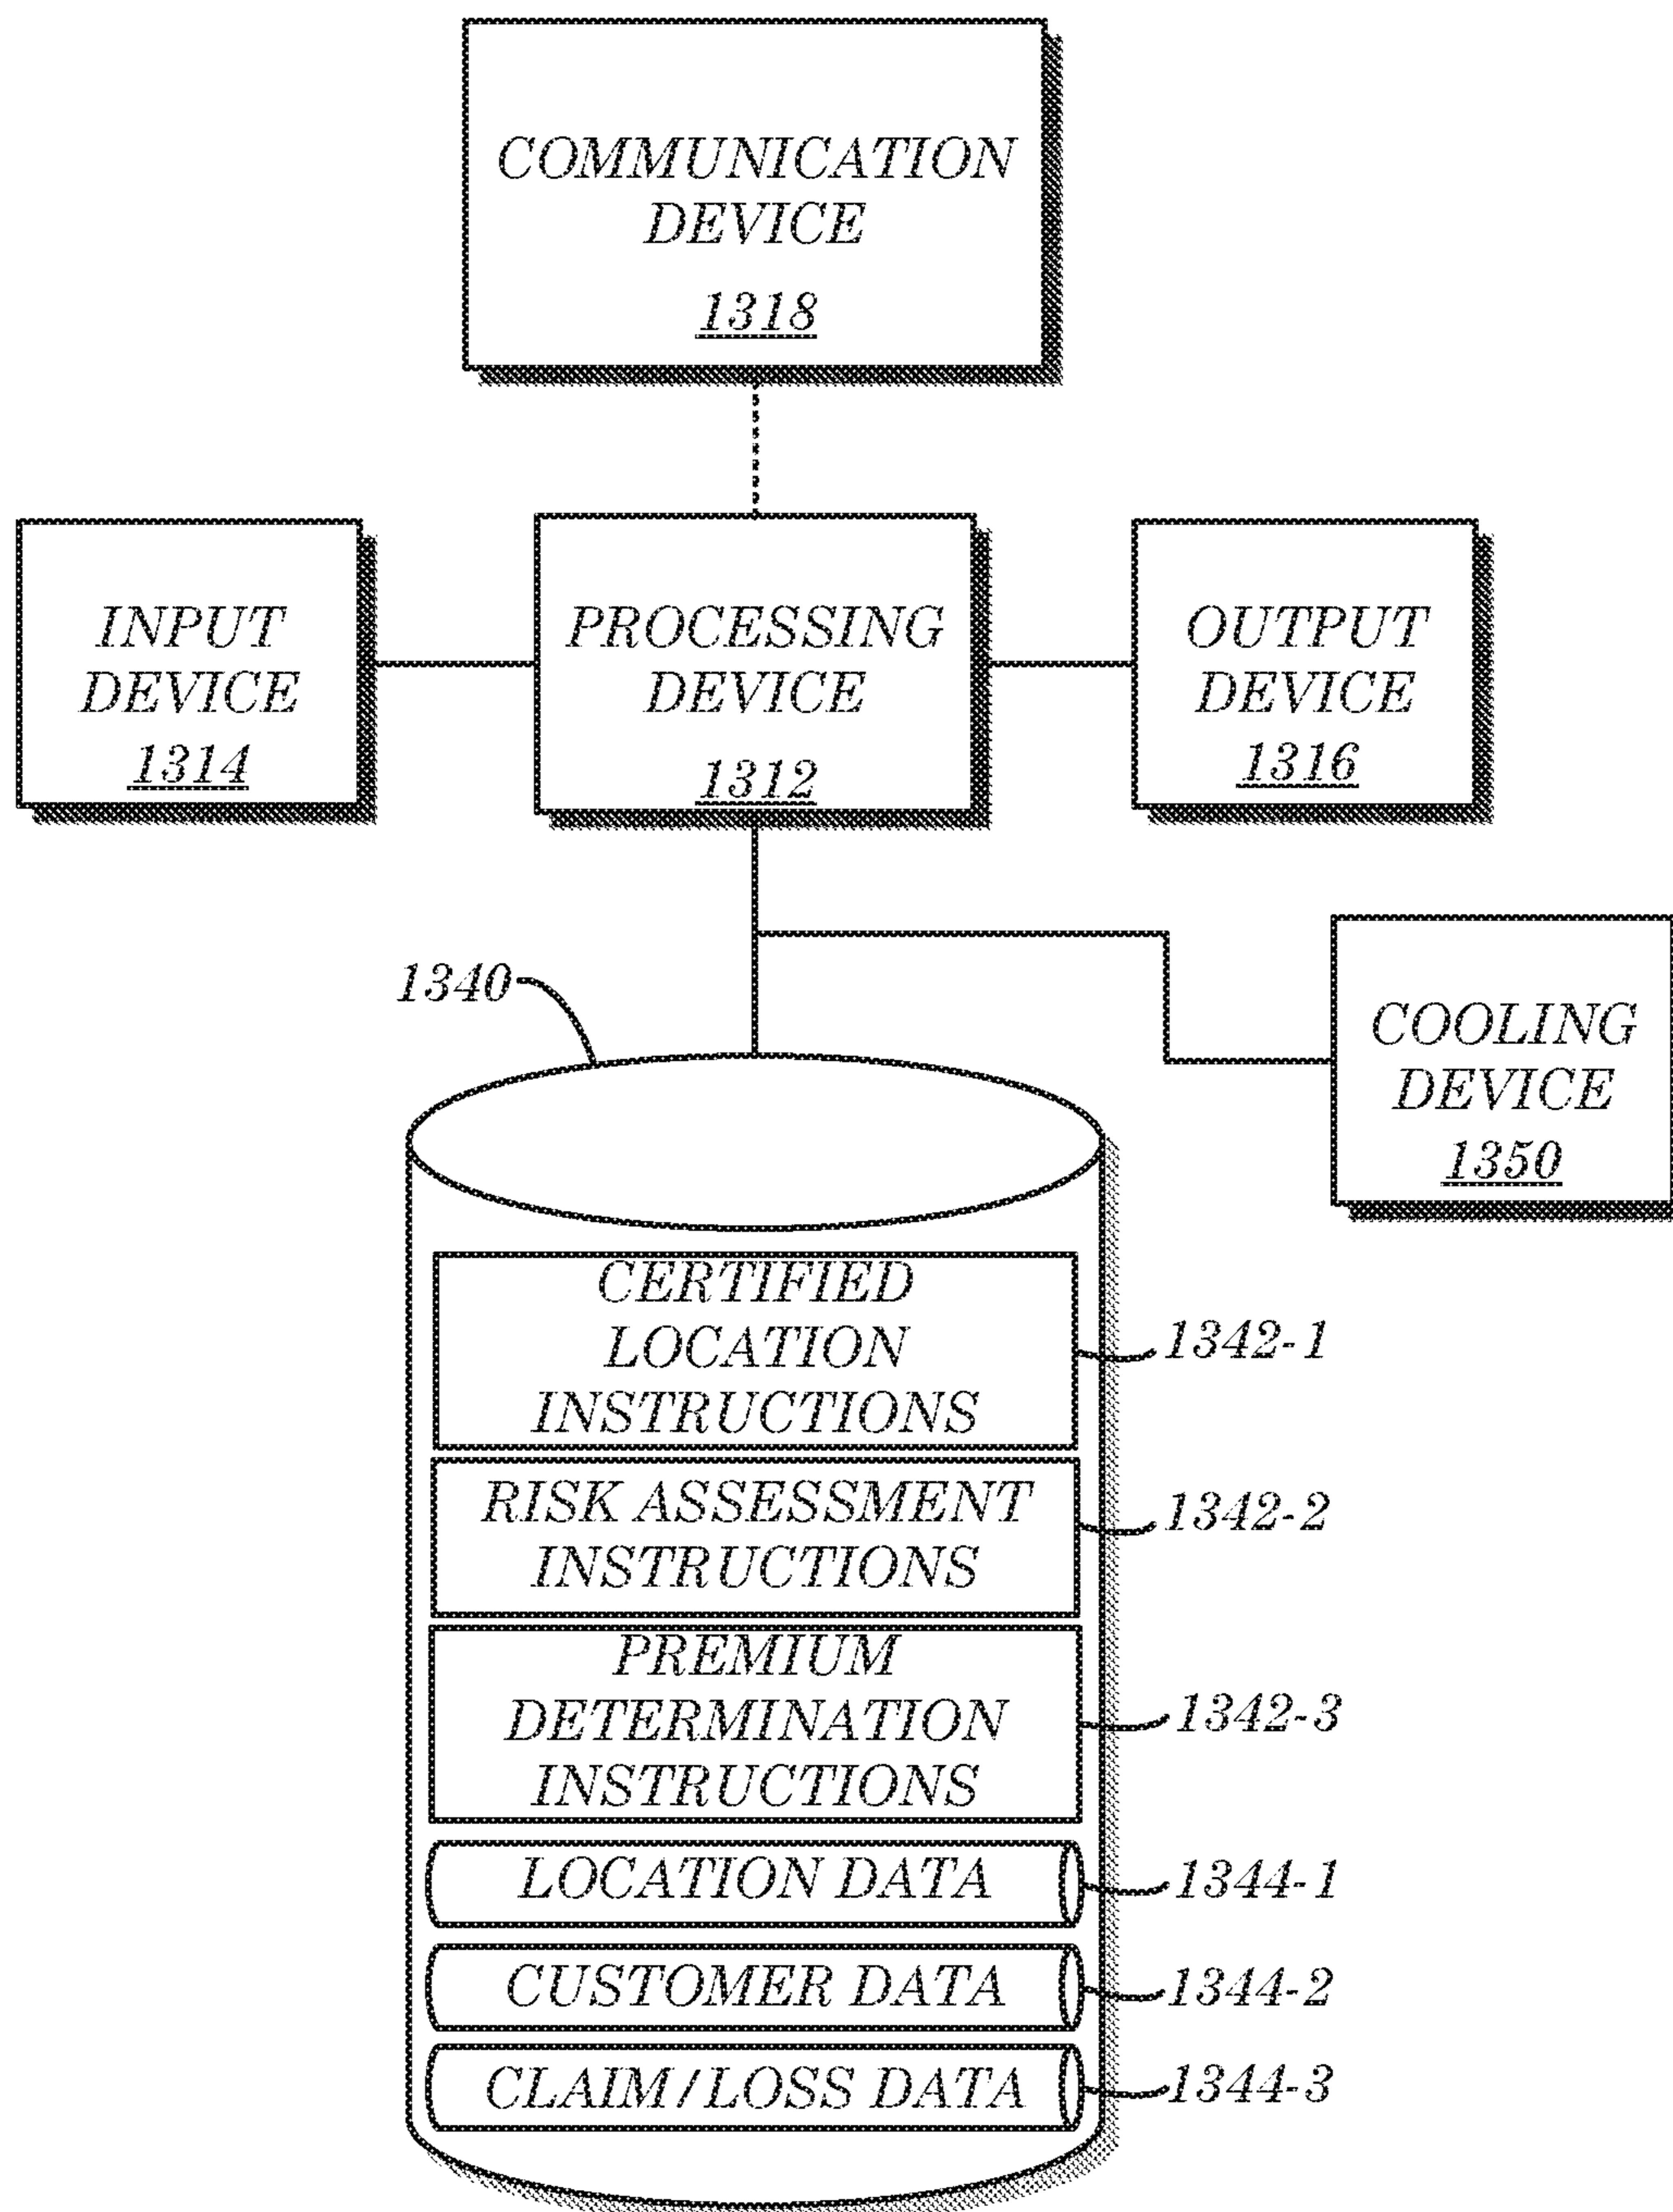 COMMUNICATION
DEVICE
1318
INPUT
DEVICE
1314
PROCESSING
DEVICE
1312
OUTPUT
DEVICE
1316
1340
COOLING
DEVICE
1350
CERTIFIED
LOCATION
INSTRUCTIONS
1342-1
RISK ASSESSMENT
INSTRUCTIONS
1342-2
PREMIUM
DETERMINATION
INSTRUCTIONS
1342-3
LOCATION DATA
1344-1
CUSTOMER DATA
1344-2
CLAIM/LOSS DATA
1344-3